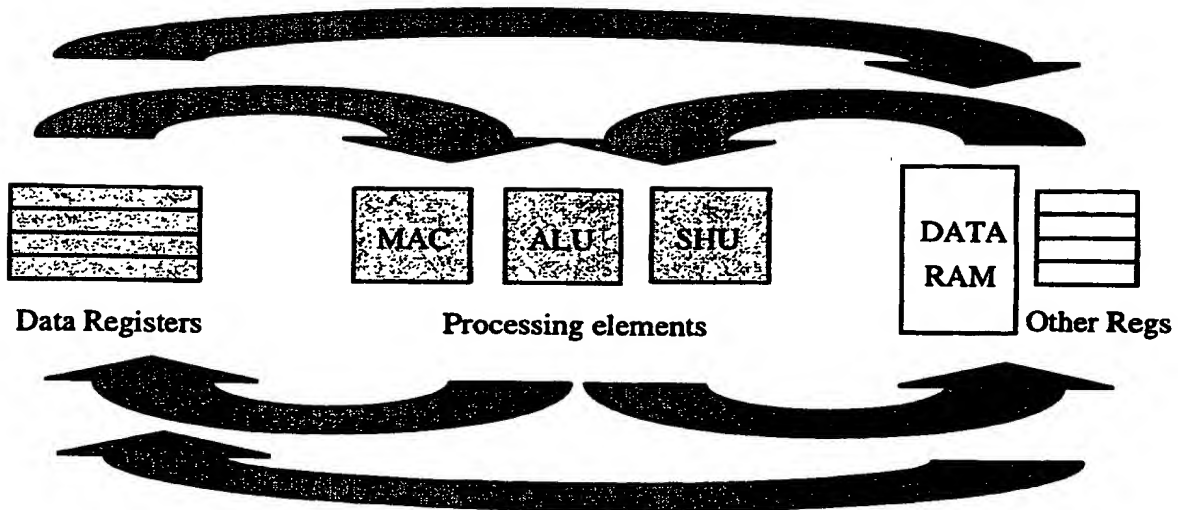 MAC
ALU
SHU
DATA
RAM
Data Registers
Processing elements
Other Regs